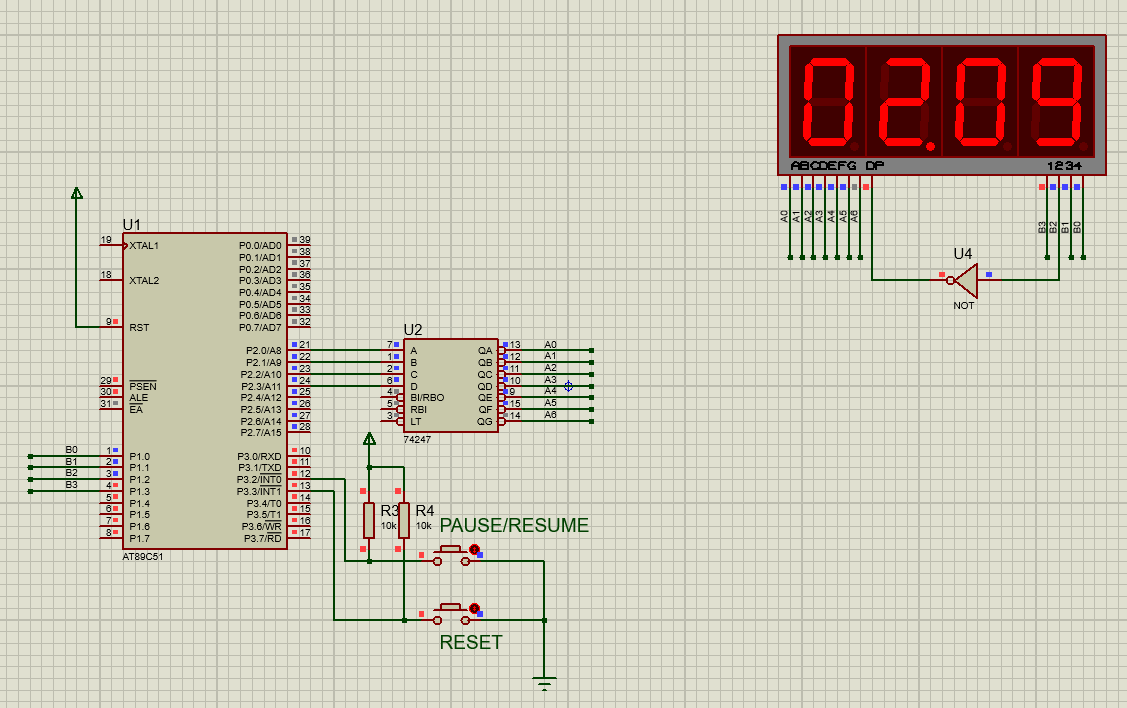 02.09
ABCDEFG DP
1234
A0
A1
A2
A3
A4
A5
A6
B3
B2
B1
B0
U4
NOT
U1
19 XTAL1
18 XTAL2
9 RST
29 PSEN
30 ALE
31 EA
B0 1 P1.0
B1 2 P1.1
B2 3 P1.2
B3 4 P1.3
5 P1.4
6 P1.5
7 P1.6
8 P1.7
P0.0/AD0 39
P0.1/AD1 38
P0.2/AD2 37
P0.3/AD3 36
P0.4/AD4 35
P0.5/AD5 34
P0.6/AD6 33
P0.7/AD7 32
P2.0/A8 21
P2.1/A9 22
P2.2/A10 23
P2.3/A11 24
P2.4/A12 25
P2.5/A13 26
P2.6/A14 27
P2.7/A15 28
P3.0/RXD 10
P3.1/TXD 11
P3.2/INT0 12
P3.3/INT1 13
P3.4/T0 14
P3.5/T1 15
P3.6/WR 16
P3.7/RD 17
AT89C51
U2
7 A QA 13 A0
1 B QB 12 A1
2 C QC 11 A2
6 D QD 10 A3
4 BI/RBO QE 9 A4
5 RBI QF 15 A5
3 LT QG 14 A6
74247
R3
10k
R4
10k
PAUSE/RESUME
RESET